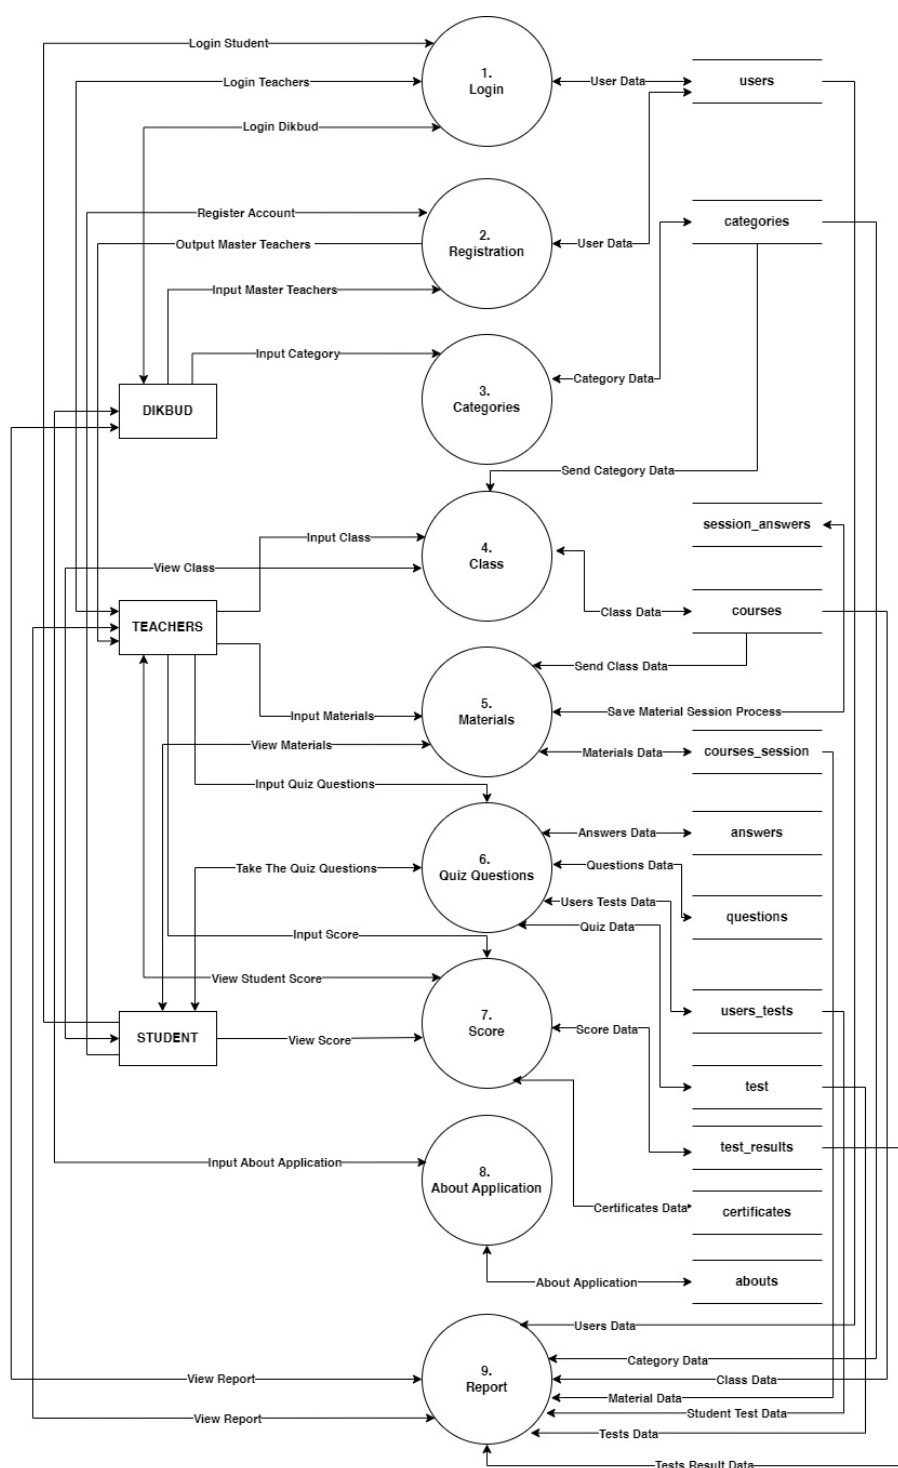 Login Student
1.
Login
Login Teachers
User Data
users
Login Dikbud
Register Account
categories
2.
Registration
Output Master Teachers
User Data
Input Master Teachers
Input Category
Category Data
3.
Categories
DIKBUD
Send Category Data
session_answers
Input Class
4.
Class
View Class
Class Data
courses
TEACHERS
Send Class Data
5.
Materials
Input Materials
Save Material Session Process
View Materials
Materials Data
courses_session
Input Quiz Questions
Answers Data
answers
6.
Quiz Questions
Take The Quiz Questions
Questions Data
Users Tests Data
questions
Quiz Data
Input Score
View Student Score
7.
Score
users_tests
STUDENT
View Score
Score Data
test
test_results
8.
About Application
Input About Application
Certificates Data
certificates
About Application
abouts
Users Data
Category Data
9.
Report
View Report
Class Data
Material Data
Student Test Data
View Report
Tests Data
Tests Result Data